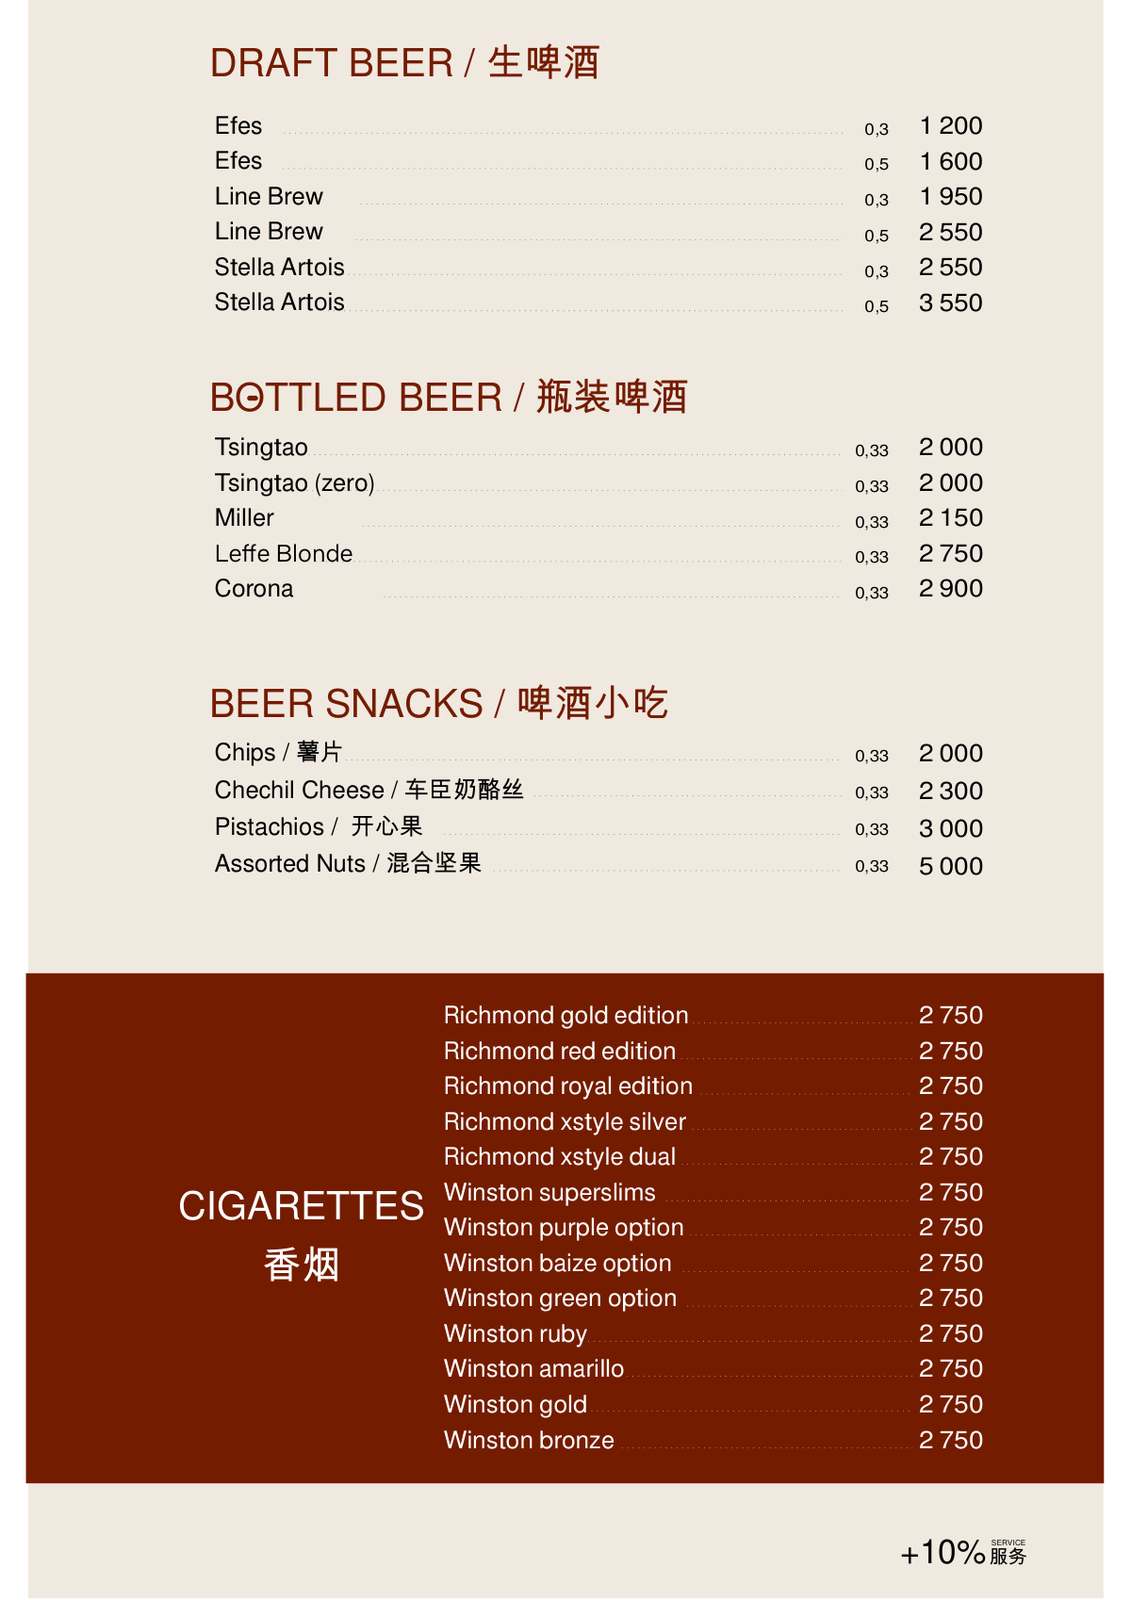 DRAFT BEER / 生啤酒
Efes 0,3 1 200
Efes 0,5 1 600
Line Brew 0,3 1 950
Line Brew 0,5 2 550
Stella Artois 0,3 2 550
Stella Artois 0,5 3 550
BΘTTLED BEER / 瓶装啤酒
Tsingtao 0,33 2 000
Tsingtao (zero) 0,33 2 000
Miller 0,33 2 150
Leffe Blonde 0,33 2 750
Corona 0,33 2 900
BEER SNACKS / 啤酒小吃
Chips / 薯片 0,33 2 000
Chechil Cheese / 车臣奶酪丝 0,33 2 300
Pistachios / 开心果 0,33 3 000
Assorted Nuts / 混合坚果 0,33 5 000
CIGARETTES
香烟
Richmond gold edition 2 750
Richmond red edition 2 750
Richmond royal edition 2 750
Richmond xstyle silver 2 750
Richmond xstyle dual 2 750
Winston superslims 2 750
Winston purple option 2 750
Winston baize option 2 750
Winston green option 2 750
Winston ruby 2 750
Winston amarillo 2 750
Winston gold 2 750
Winston bronze 2 750
+10% SERVICE 服务